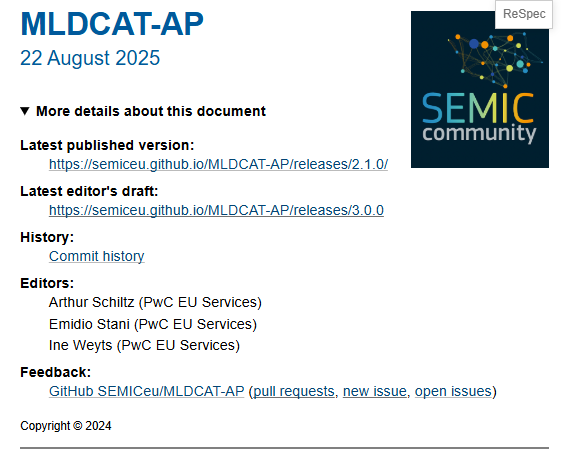 MLDCAT-AP
ReSpec
22 August 2025
SEMIC
community
▼ More details about this document
Latest published version:
https://semiceu.github.io/MLDCAT-AP/releases/2.1.0/
Latest editor's draft:
https://semiceu.github.io/MLDCAT-AP/releases/3.0.0
History:
Commit history
Editors:
Arthur Schiltz (PwC EU Services)
Emidio Stani (PwC EU Services)
Ine Weyts (PwC EU Services)
Feedback:
GitHub SEMICeu/MLDCAT-AP (pull requests, new issue, open issues)
Copyright © 2024